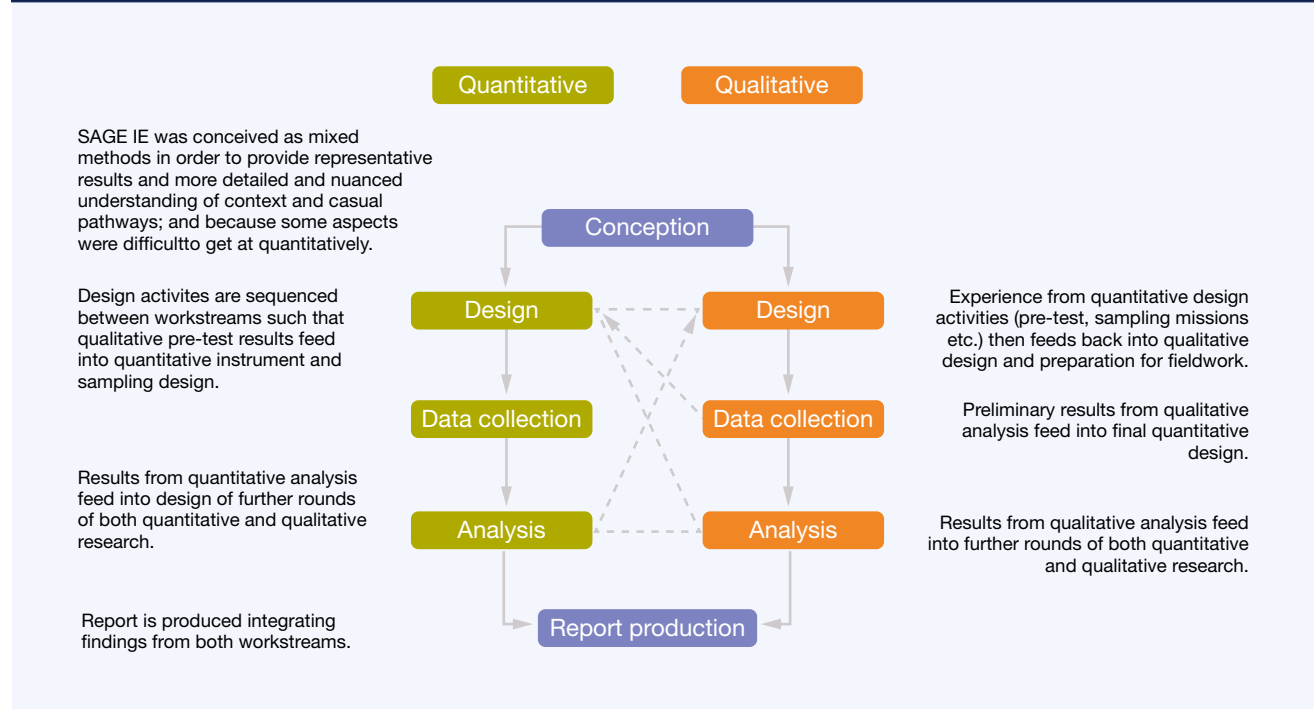 Quantitative
Qualitative
SAGE IE was conceived as mixed
methods in order to provide representative
results and more detailed and nuanced
understanding of context and casual
pathways; and because some aspects
were difficultto get at quantitatively.
Conception
Design activites are sequenced
between workstreams such that
qualitative pre-test results feed
into quantitative instrument and
sampling design.
Design
Design
Experience from quantitative design
activities (pre-test, sampling missions
etc.) then feeds back into qualitative
design and preparation for fieldwork.
Data collection
Data collection
Preliminary results from qualitative
analysis feed into final quantitative
design.
Results from quantitative analysis
feed into design of further rounds
of both quantitative and qualitative
research.
Analysis
Analysis
Results from qualitative analysis feed
into further rounds of both quantitative
and qualitative research.
Report is produced integrating
findings from both workstreams.
Report production